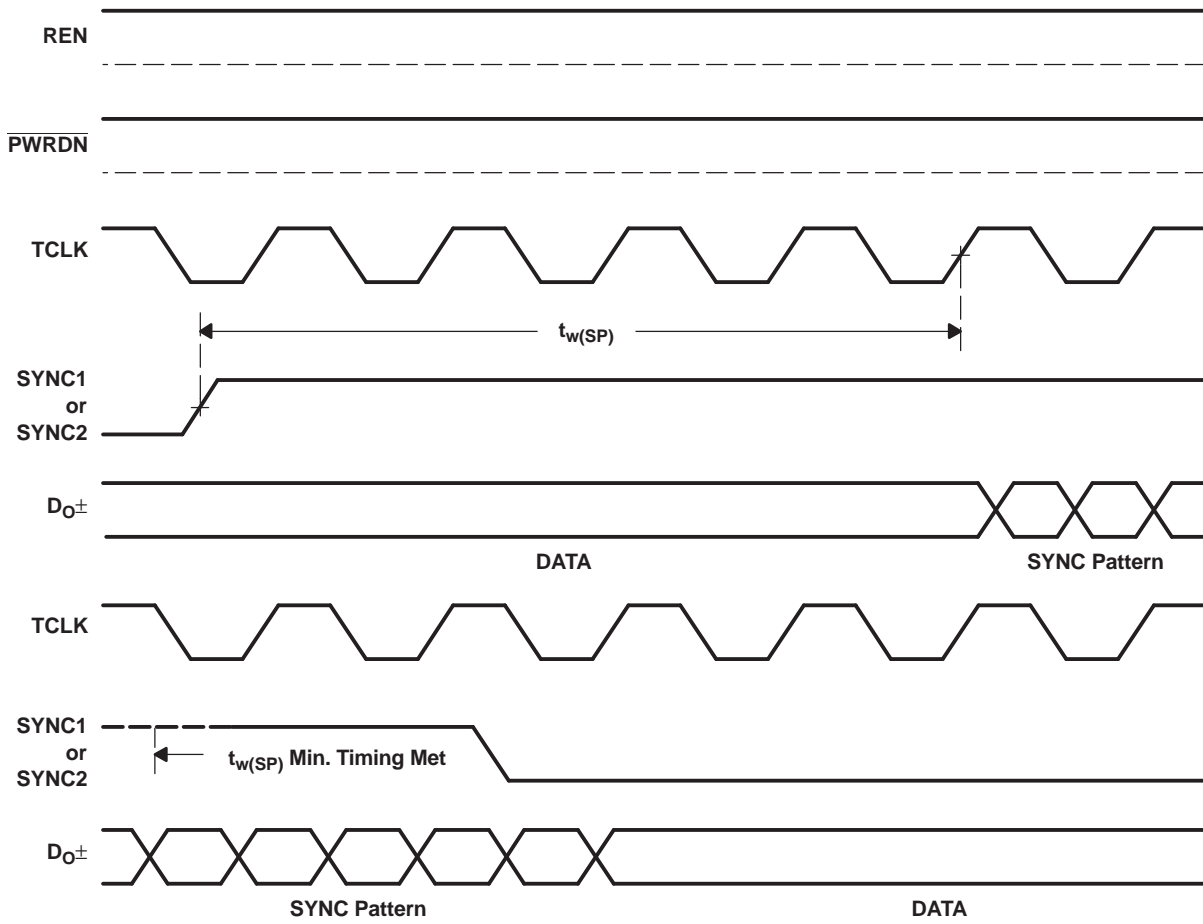 REN
PWRDN
TCLK
tw(SP)
SYNC1
or
SYNC2
DO±
DATA
SYNC Pattern
TCLK
SYNC1
or
SYNC2
tw(SP) Min. Timing Met
DO±
SYNC Pattern
DATA